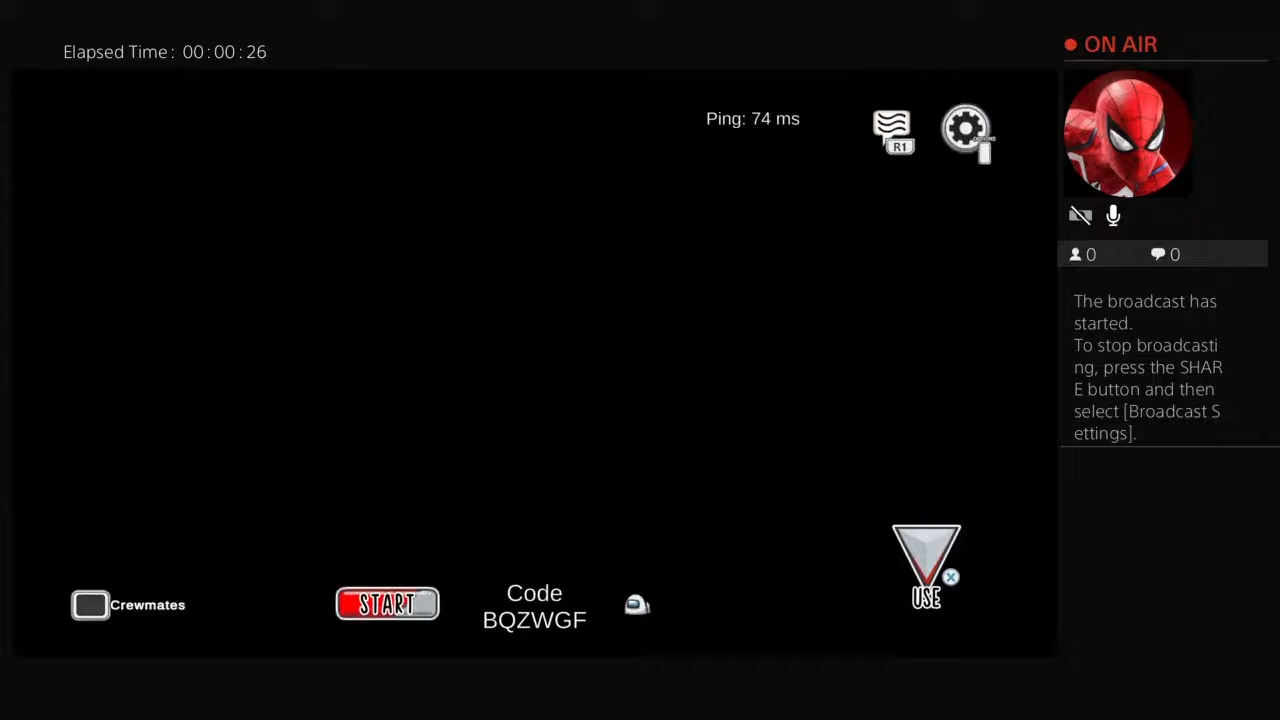 Elapsed Time: 00:00:26
ON AIR
Ping: 74 ms
R1
OPTIONS
0
0
The broadcast has
started.
To stop broadcasti
ng, press the SHAR
E button and then
select [Broadcast S
ettings].
Crewmates
START
Code
BQZWGF
USE